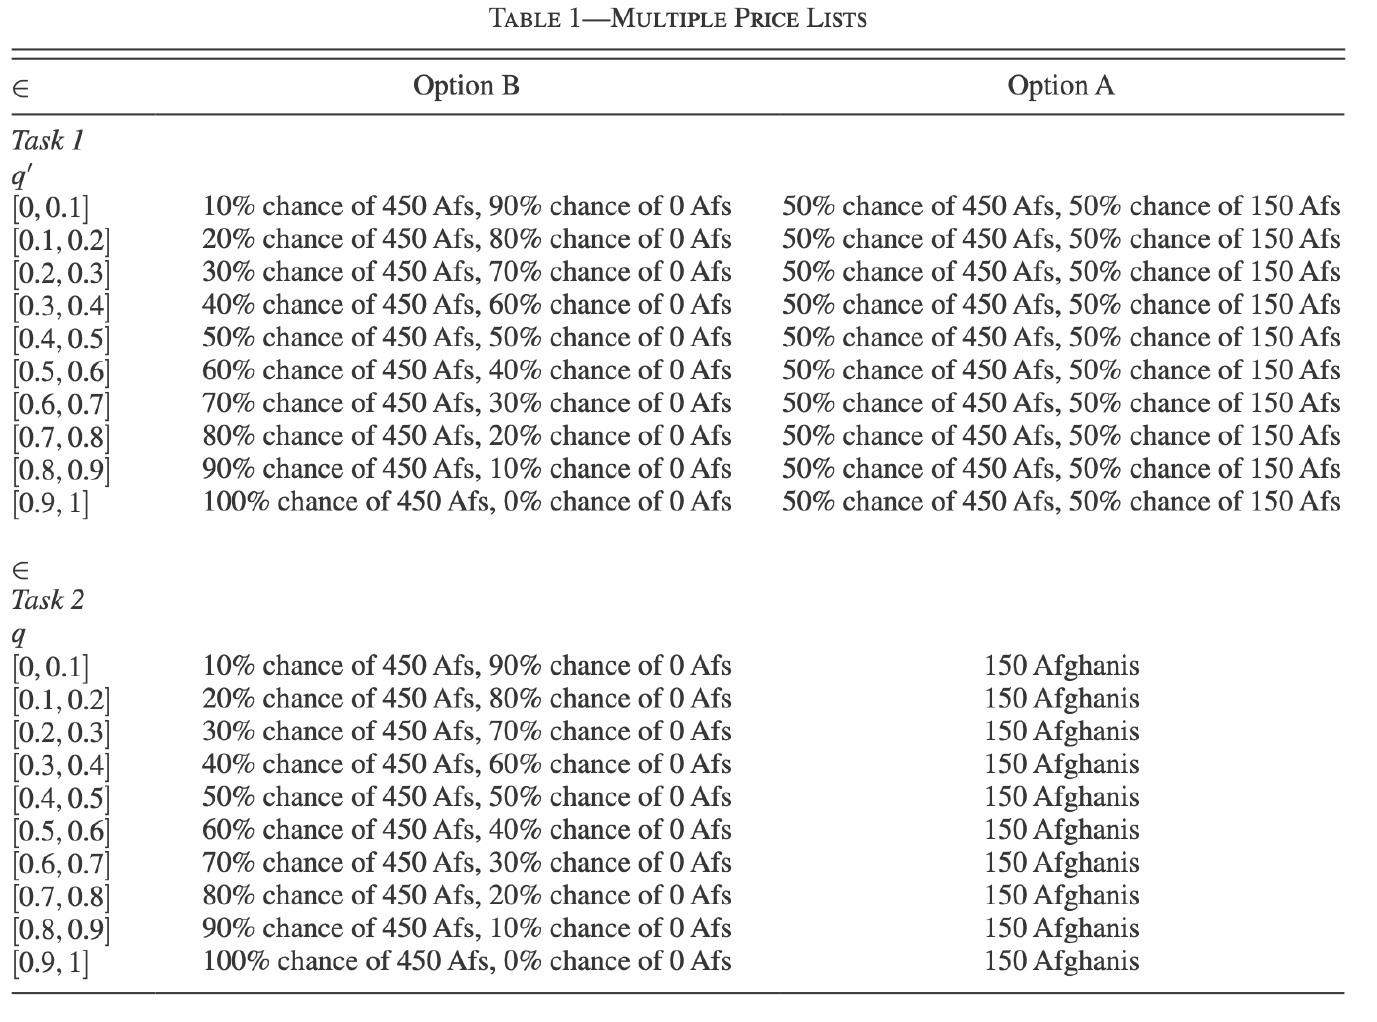 TABLE 1—MULTIPLE PRICE LISTS
∈ Option B Option A
Task 1
q′
[0, 0.1] 10% chance of 450 Afs, 90% chance of 0 Afs 50% chance of 450 Afs, 50% chance of 150 Afs
[0.1, 0.2] 20% chance of 450 Afs, 80% chance of 0 Afs 50% chance of 450 Afs, 50% chance of 150 Afs
[0.2, 0.3] 30% chance of 450 Afs, 70% chance of 0 Afs 50% chance of 450 Afs, 50% chance of 150 Afs
[0.3, 0.4] 40% chance of 450 Afs, 60% chance of 0 Afs 50% chance of 450 Afs, 50% chance of 150 Afs
[0.4, 0.5] 50% chance of 450 Afs, 50% chance of 0 Afs 50% chance of 450 Afs, 50% chance of 150 Afs
[0.5, 0.6] 60% chance of 450 Afs, 40% chance of 0 Afs 50% chance of 450 Afs, 50% chance of 150 Afs
[0.6, 0.7] 70% chance of 450 Afs, 30% chance of 0 Afs 50% chance of 450 Afs, 50% chance of 150 Afs
[0.7, 0.8] 80% chance of 450 Afs, 20% chance of 0 Afs 50% chance of 450 Afs, 50% chance of 150 Afs
[0.8, 0.9] 90% chance of 450 Afs, 10% chance of 0 Afs 50% chance of 450 Afs, 50% chance of 150 Afs
[0.9, 1] 100% chance of 450 Afs, 0% chance of 0 Afs 50% chance of 450 Afs, 50% chance of 150 Afs
∈
Task 2
q
[0, 0.1] 10% chance of 450 Afs, 90% chance of 0 Afs 150 Afghanis
[0.1, 0.2] 20% chance of 450 Afs, 80% chance of 0 Afs 150 Afghanis
[0.2, 0.3] 30% chance of 450 Afs, 70% chance of 0 Afs 150 Afghanis
[0.3, 0.4] 40% chance of 450 Afs, 60% chance of 0 Afs 150 Afghanis
[0.4, 0.5] 50% chance of 450 Afs, 50% chance of 0 Afs 150 Afghanis
[0.5, 0.6] 60% chance of 450 Afs, 40% chance of 0 Afs 150 Afghanis
[0.6, 0.7] 70% chance of 450 Afs, 30% chance of 0 Afs 150 Afghanis
[0.7, 0.8] 80% chance of 450 Afs, 20% chance of 0 Afs 150 Afghanis
[0.8, 0.9] 90% chance of 450 Afs, 10% chance of 0 Afs 150 Afghanis
[0.9, 1] 100% chance of 450 Afs, 0% chance of 0 Afs 150 Afghanis